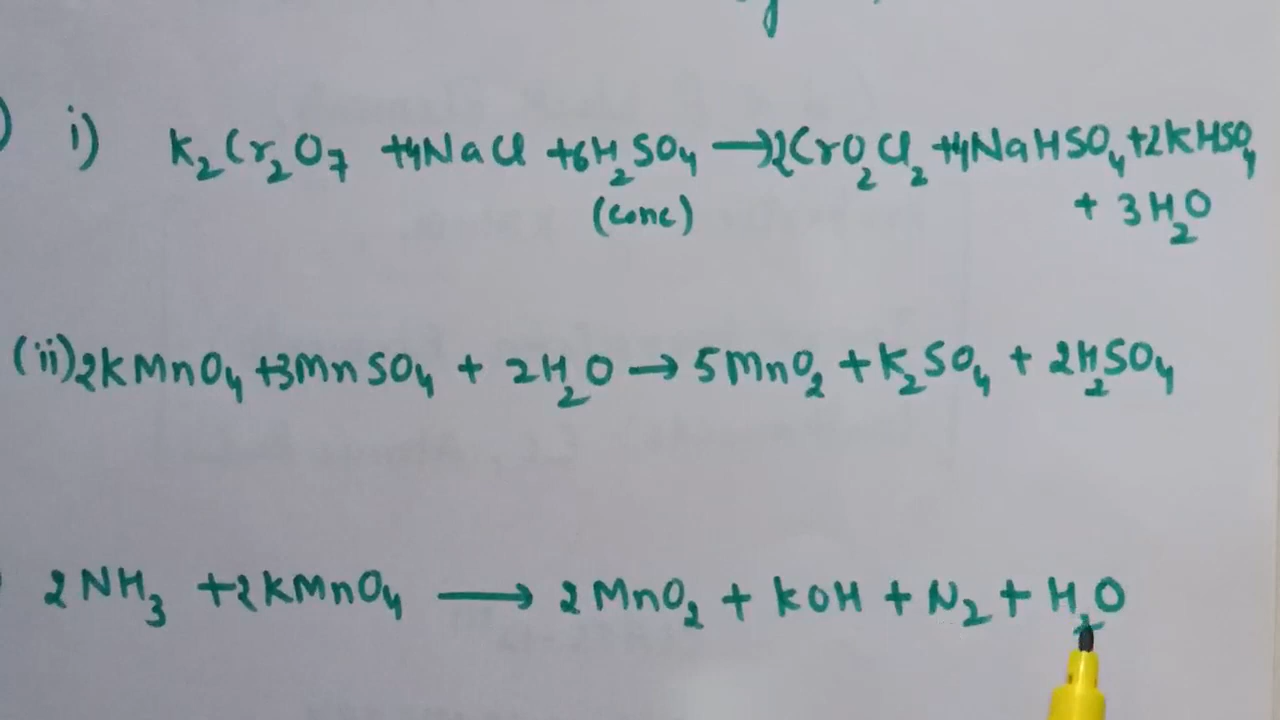 i) K₂Cr₂O₇ +4NaCl +6H₂SO₄ → 2CrO₂Cl₂ +4NaHSO₄ +2KHSO₄
(conc) + 3H₂O
(ii) 2KMnO₄ +3MnSO₄ + 2H₂O → 5MnO₂ + K₂SO₄ + 2H₂SO₄
2NH₃ +2KMnO₄ → 2MnO₂ + KOH + N₂ + H₂O